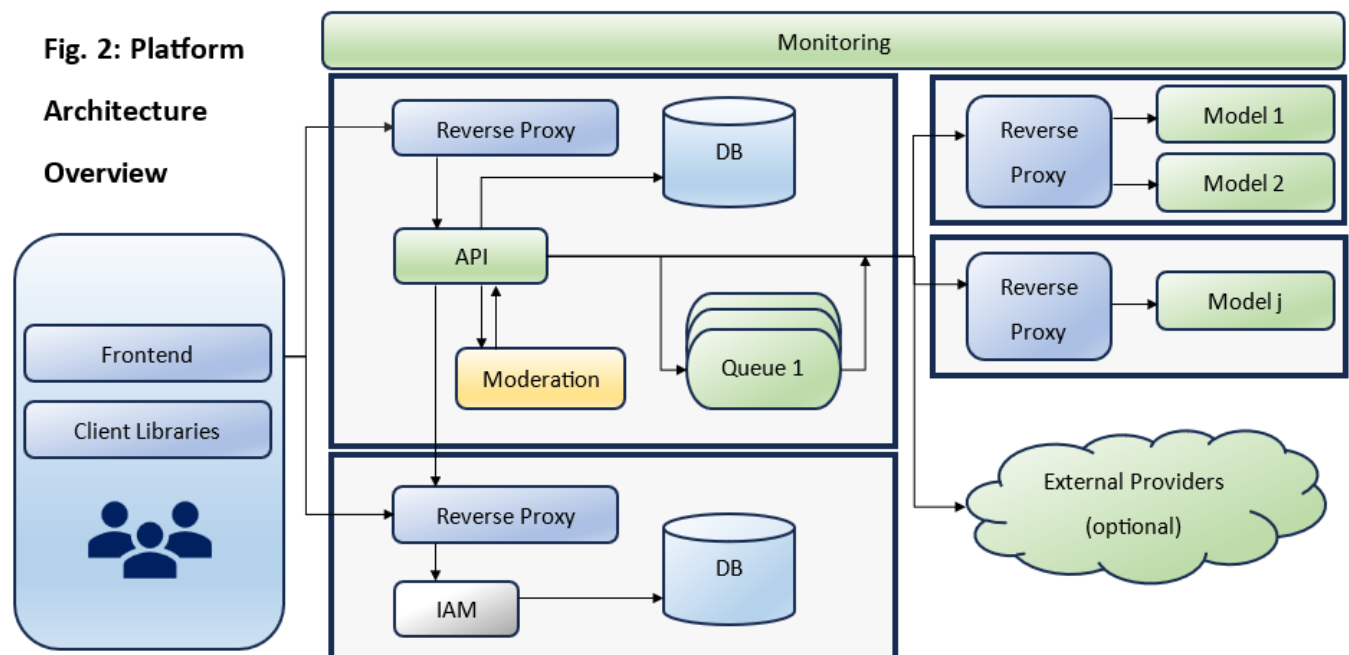 Fig. 2: Platform
Architecture
Overview
Monitoring
Frontend
Client Libraries
Reverse Proxy
DB
API
Moderation
Queue 1
Reverse Proxy
IAM
DB
Reverse
Proxy
Model 1
Model 2
Reverse
Proxy
Model j
External Providers
(optional)